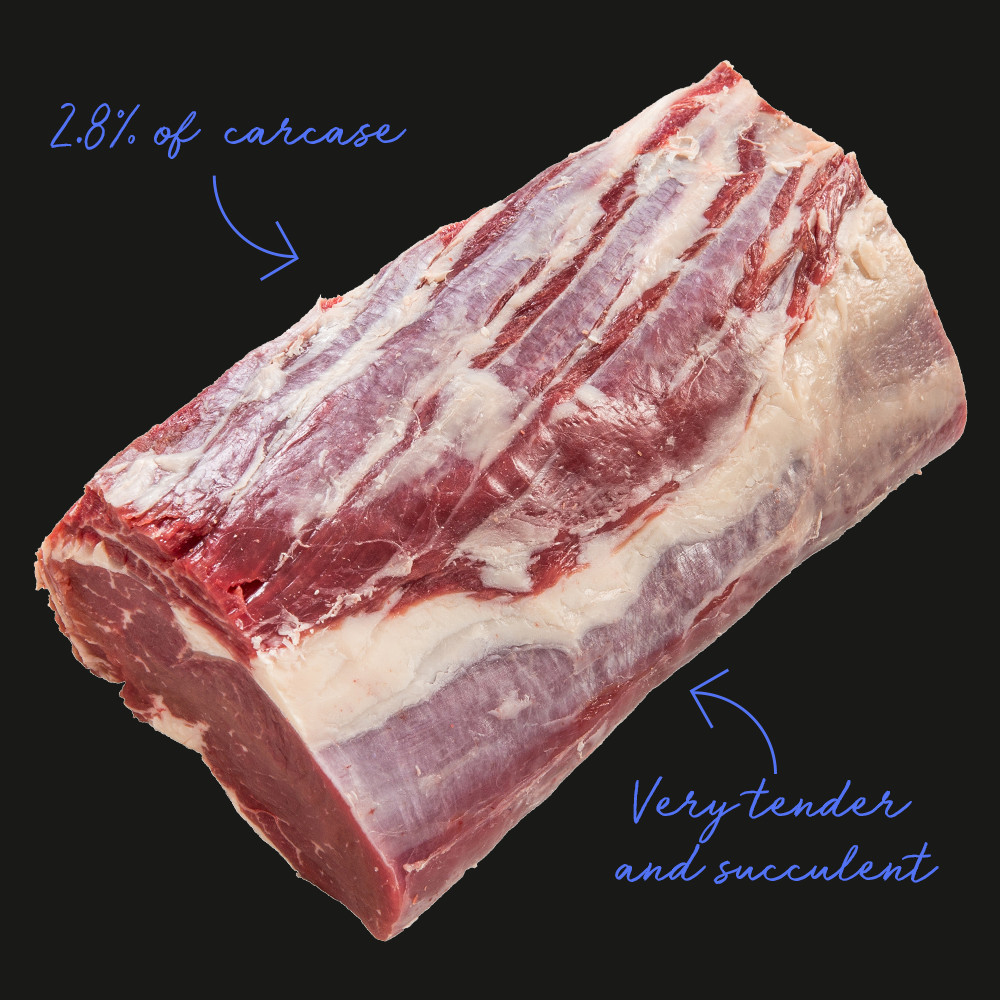 2.8% of carcase
Very tender
and succulent